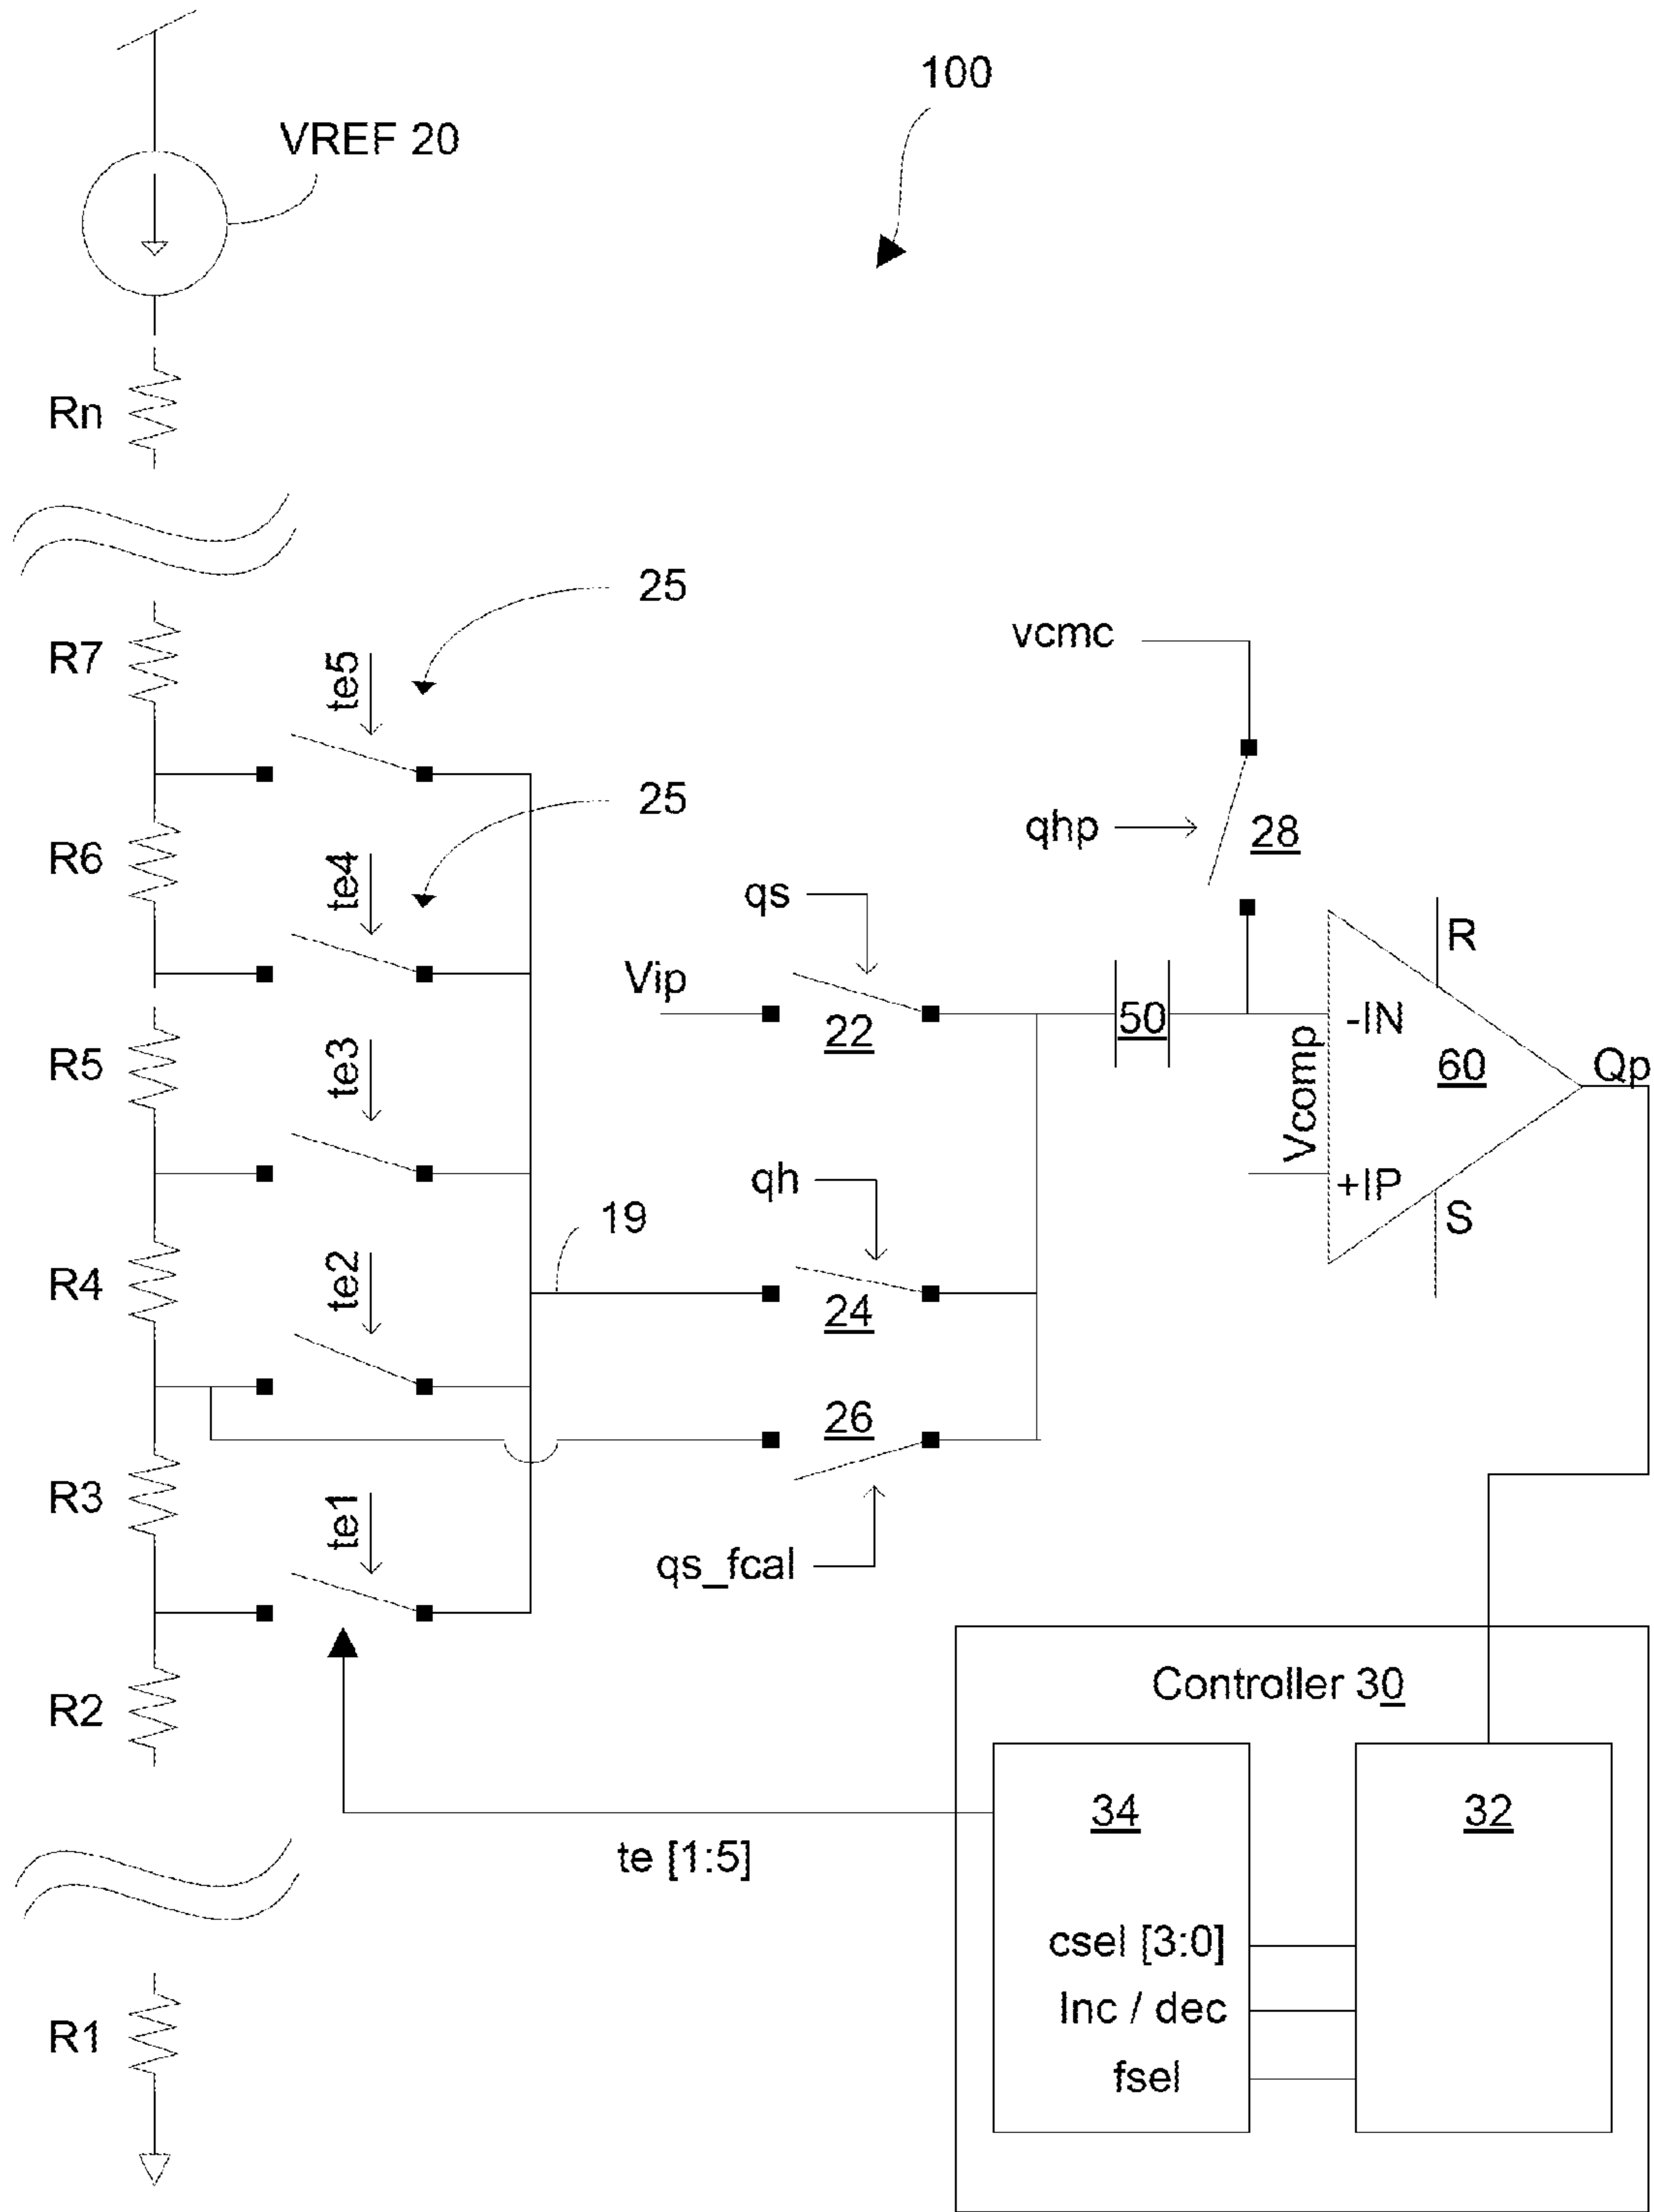 100
VREF 20
Rn
25
R7
te5
vcmc
25
R6
te4
qhp
28
qs
Vip
22
50
R
-IN
60
Qp
Vcomp
+IP
S
R5
te3
qh
19
R4
te2
24
26
R3
te1
qs_fcal
R2
Controller 30
34
32
te [1:5]
csel [3:0]
Inc / dec
fsel
R1